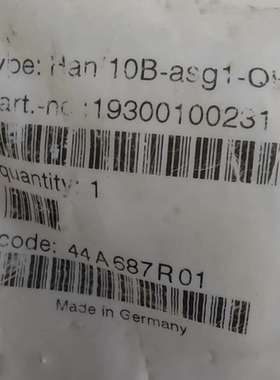 ype: Han 10B-asg1-Q
art.-no.:19300100231
quantity: 1
code: 44A687R01
Made in Germany